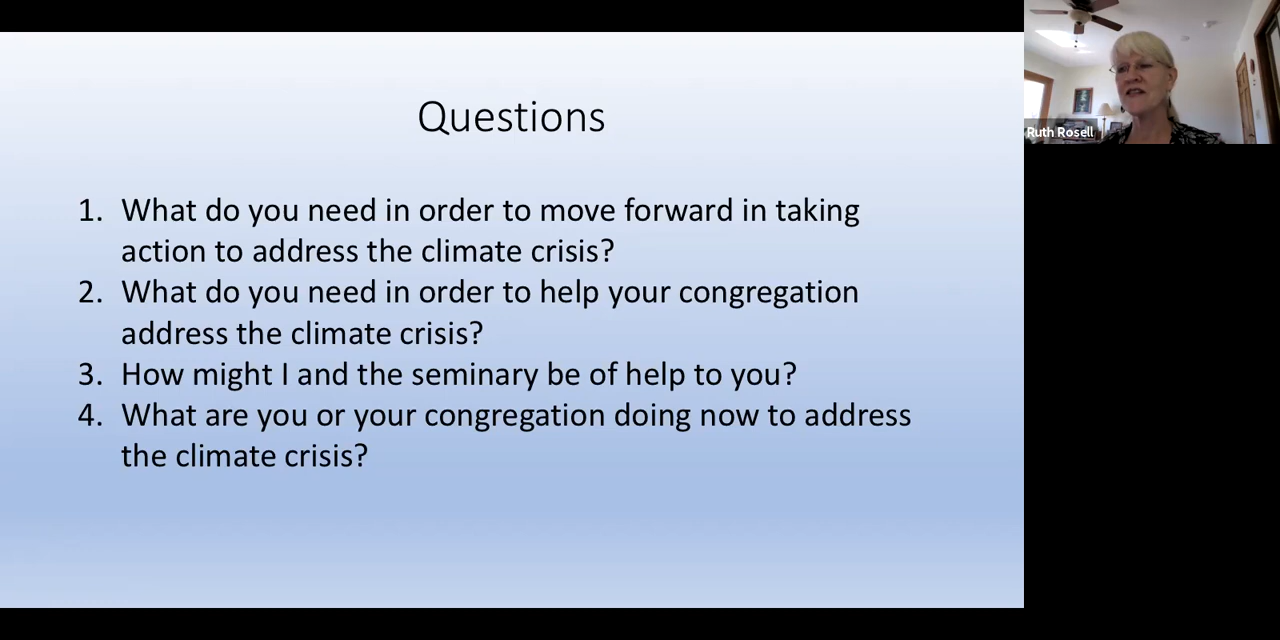 Questions
1. What do you need in order to move forward in taking
action to address the climate crisis?
2. What do you need in order to help your congregation
address the climate crisis?
3. How might I and the seminary be of help to you?
4. What are you or your congregation doing now to address
the climate crisis?
Ruth Rosell